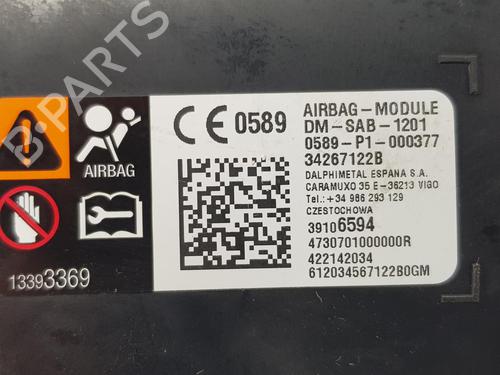 AIRBAG
13393369
CE 0589
AIRBAG-MODULE
DM-SAB-1201
0589-P1-000377
34267122B
DALPHIMETAL ESPANA S.A.
CARAMUXO 35 E-36213 VIGO
Tel.: +34 986 293 129
CZESTOCHOWA
39106594
4730701000000R
422142034
612034567122B0GM
B-PARTS